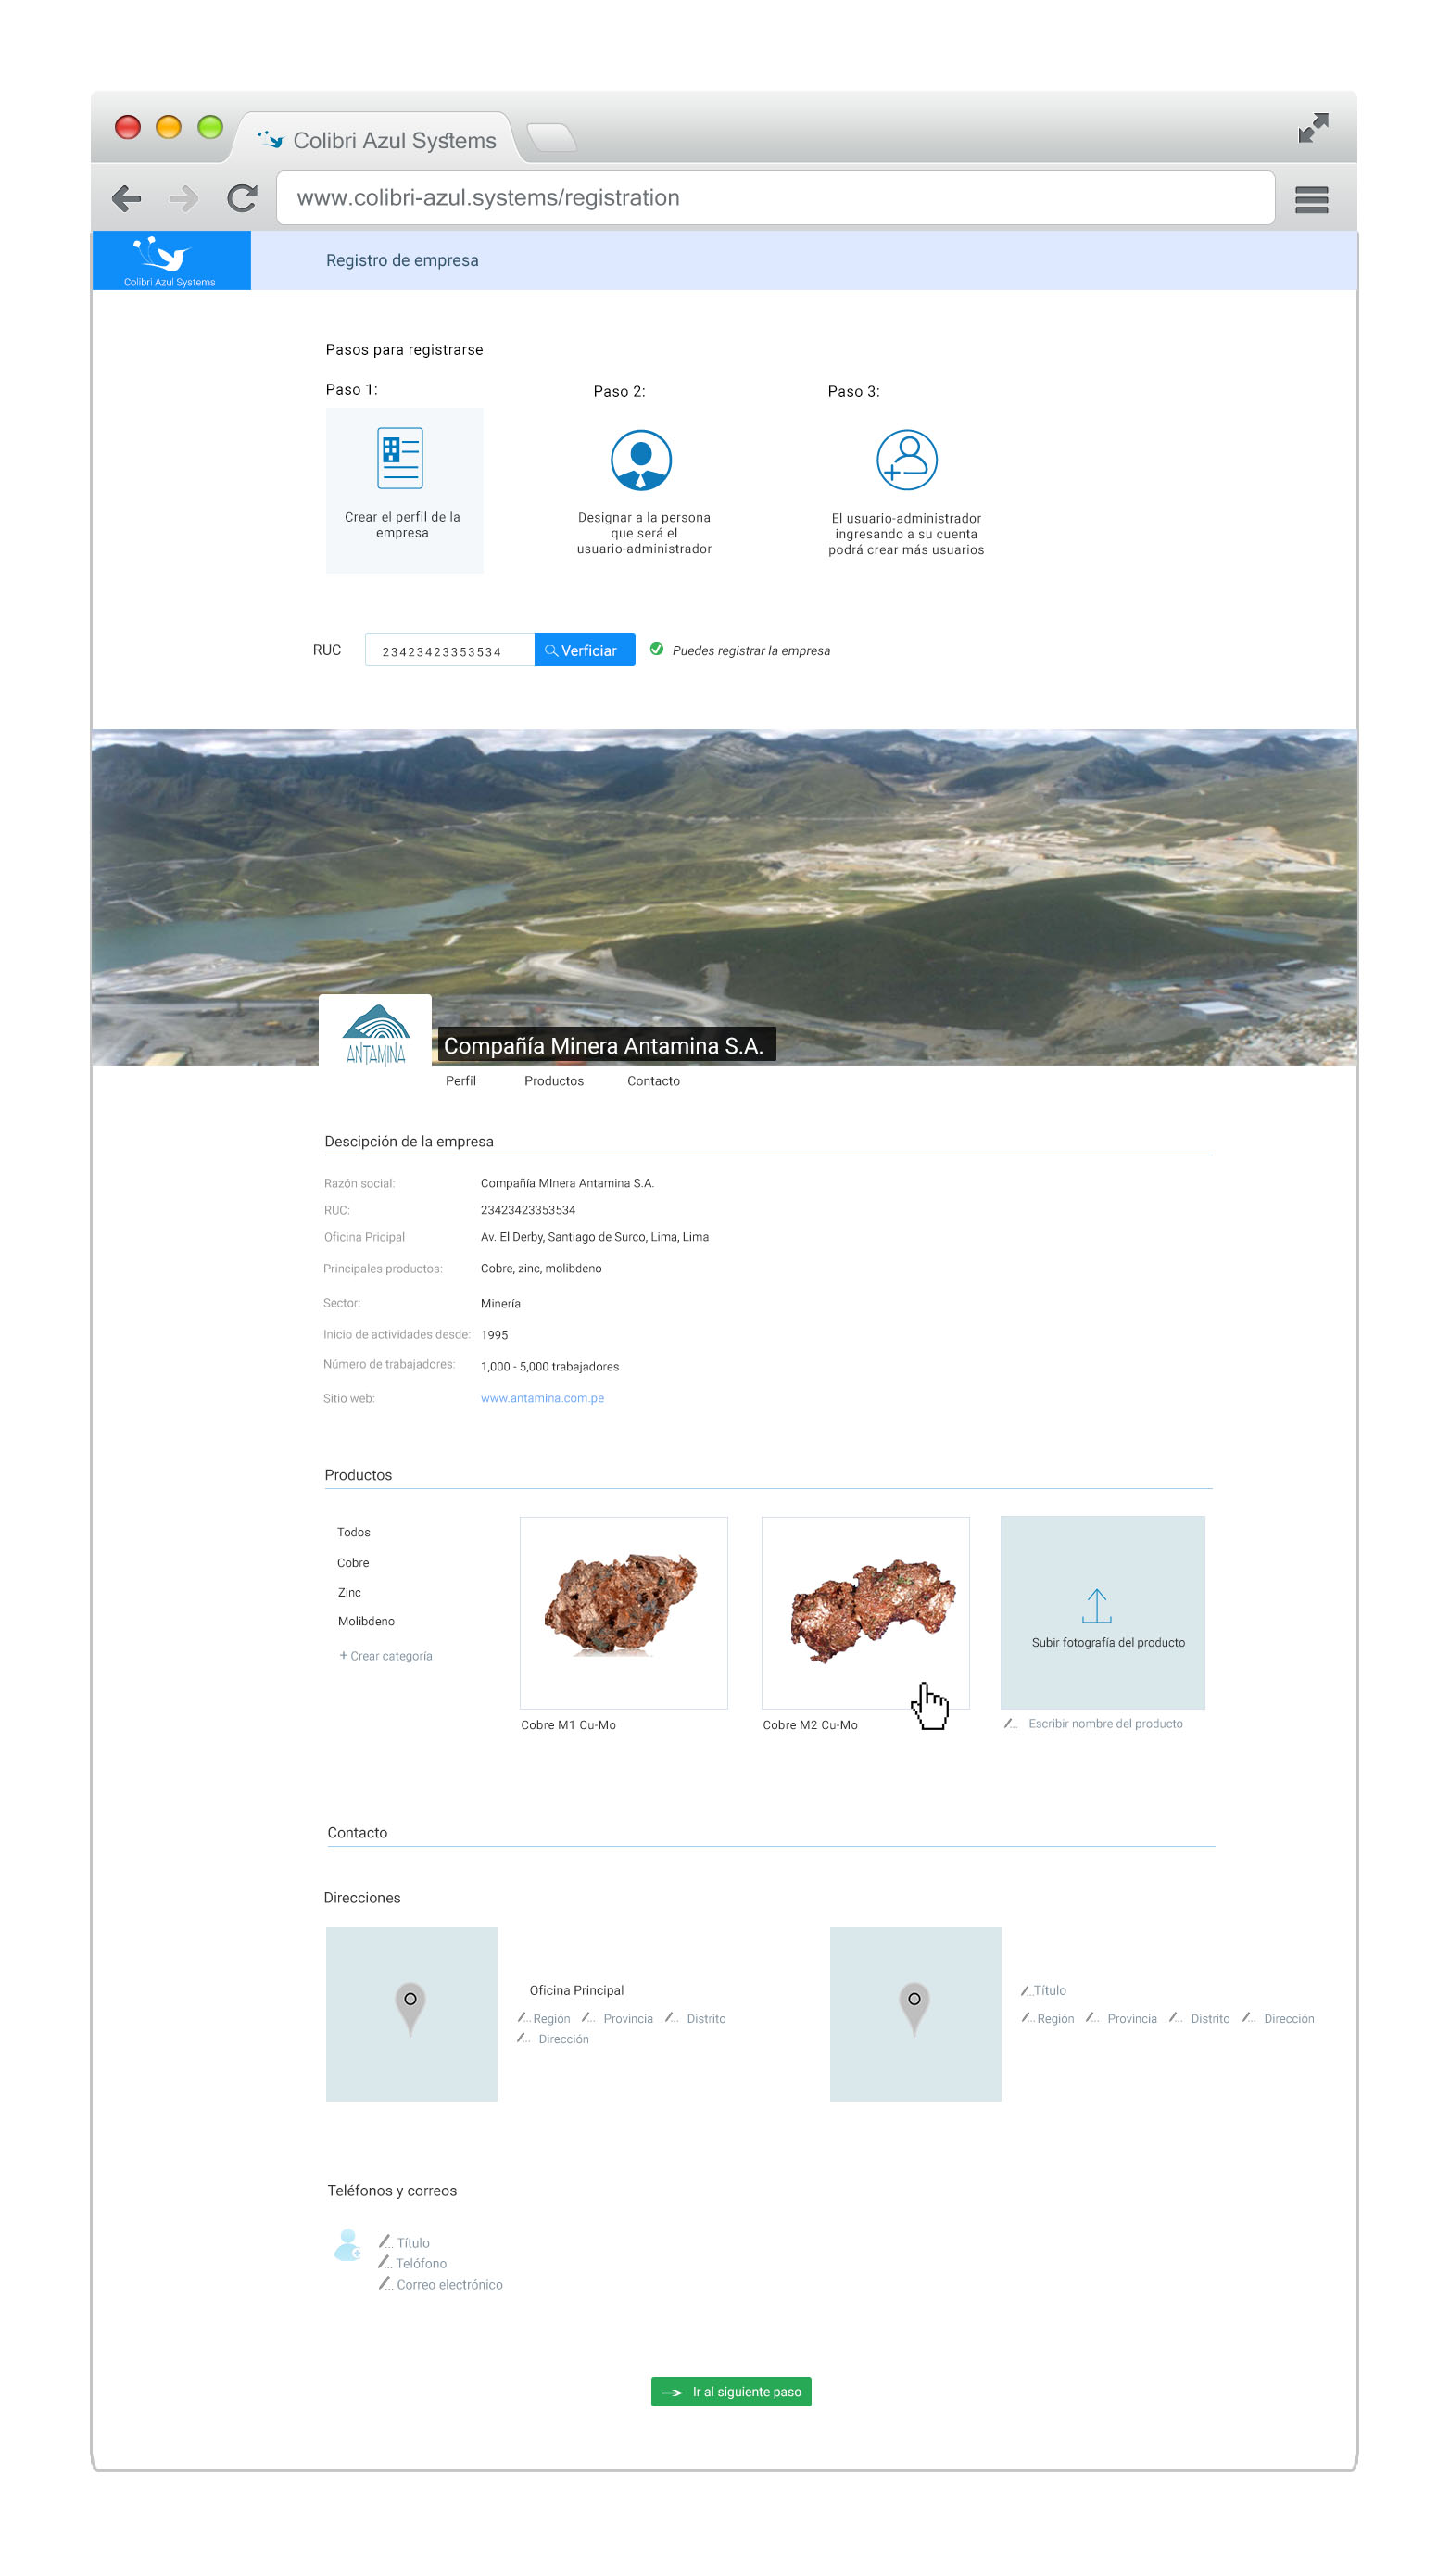 Colibri Azul Systems
www.colibri-azul.systems/registration
Colibri Azul Systems
Registro de empresa
Pasos para registrarse
Paso 1:
Paso 2:
Paso 3:
Crear el perfil de la
empresa
Designar a la persona
que será el
usuario-administrador
El usuario-administrador
ingresando a su cuenta
podrá crear más usuarios
RUC
23423423353534
Verficiar
Puedes registrar la empresa
ANTAMINA
Compañía Minera Antamina S.A.
Perfil
Productos
Contacto
Descipción de la empresa
Razón social:
Compañía MInera Antamina S.A.
RUC:
23423423353534
Oficina Pricipal
Av. El Derby, Santiago de Surco, Lima, Lima
Principales productos:
Cobre, zinc, molibdeno
Sector:
Minería
Inicio de actividades desde:
1995
Número de trabajadores:
1,000 - 5,000 trabajadores
Sitio web:
www.antamina.com.pe
Productos
Todos
Cobre
Zinc
Molibdeno
+ Crear categoría
Cobre M1 Cu-Mo
Cobre M2 Cu-Mo
Subir fotografía del producto
Escribir nombre del producto
Contacto
Direcciones
Oficina Principal
Región Provincia Distrito
Dirección
Título
Región Provincia Distrito Dirección
Teléfonos y correos
Título
Telófono
Correo electrónico
Ir al siguiente paso